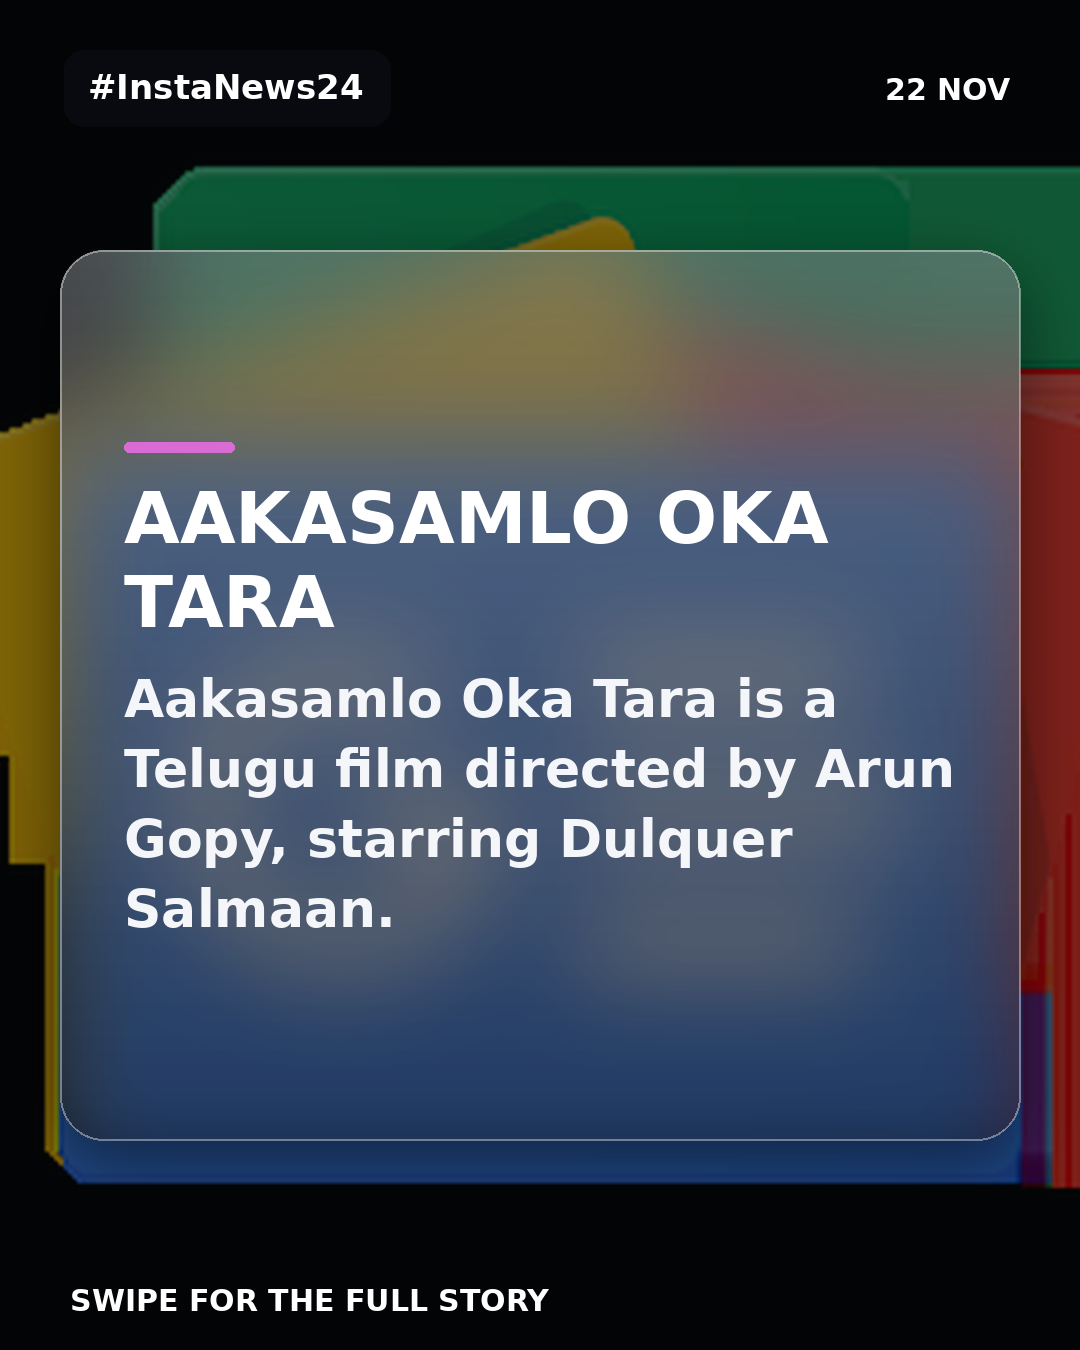 #InstaNews24
22 NOV
AAKASAMLO OKA
TARA
Aakasamlo Oka Tara is a
Telugu film directed by Arun
Gopy, starring Dulquer
Salmaan.
SWIPE FOR THE FULL STORY